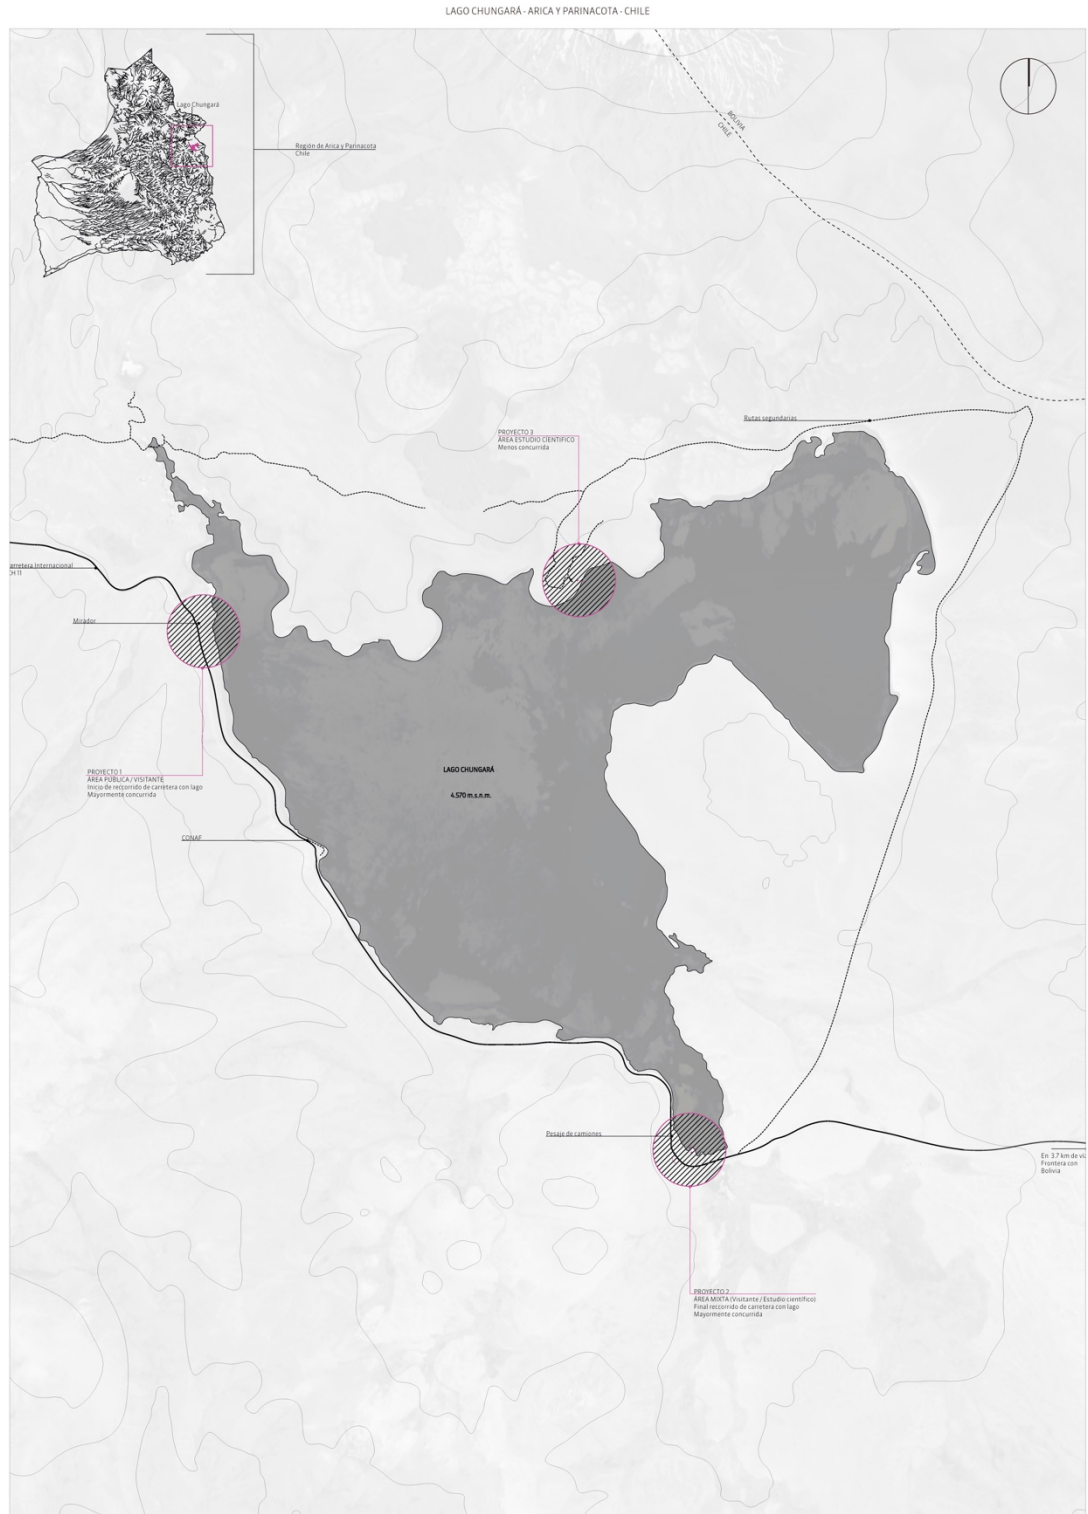 LAGO CHUNGARÁ - ARICA Y PARINACOTA - CHILE
Lago Chungará
Región de Arica y Parinacota
Chile
BOLIVIA
CHILE
Rutas segundarias
PROYECTO 3
ÁREA ESTUDIO CÍENTIFICO
Menos concurrida
arretera Internacional
CH 11
Mirador
PROYECTO 1
ÁREA PÚBLICA / VISITANTE
Inicio de reccorrido de carretera con lago
Mayormente concurrida
LAGO CHUNGARÁ
4.570 m.s.n.m.
CONAF
Pesaje de camiones
En 3.7 km de vía
Frontera con
Bolivia
PROYECTO 2
ÁREA MIXTA (Visitante / Estudio científico)
Final reccorrido de carretera con lago
Mayormente concurrida